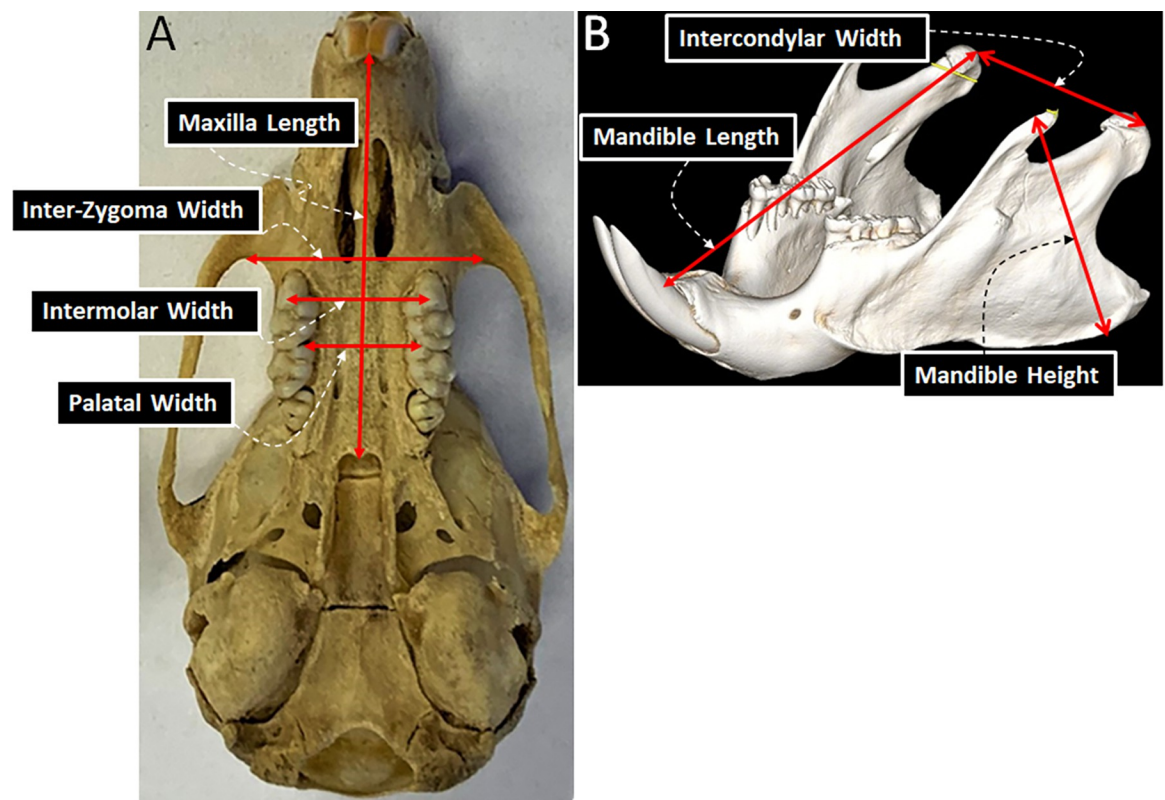 A
Maxilla Length
Inter-Zygoma Width
Intermolar Width
Palatal Width
B
Intercondylar Width
Mandible Length
Mandible Height